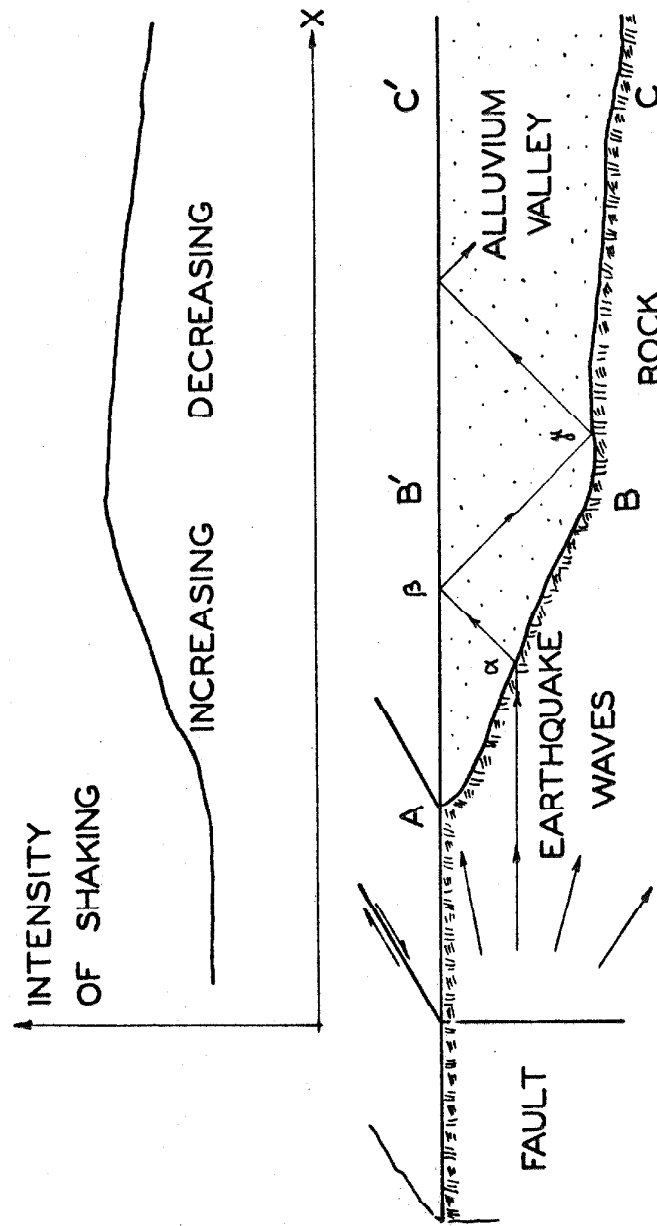 INTENSITY
OF SHAKING
INCREASING
DECREASING
X
A
β
B′
C′
α
γ
ALLUVIUM
VALLEY
EARTHQUAKE
WAVES
FAULT
B
ROCK
C